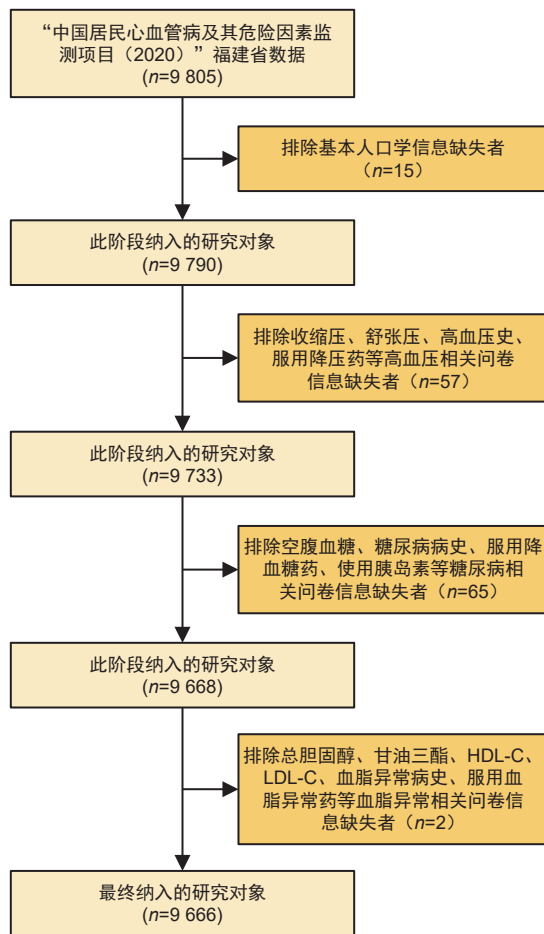 “中国居民心血管病及其危险因素监
测项目（2020）”福建省数据
(n=9 805)
排除基本人口学信息缺失者
（n=15）
此阶段纳入的研究对象
(n=9 790)
排除收缩压、舒张压、高血压史、
服用降压药等高血压相关问卷
信息缺失者（n=57）
此阶段纳入的研究对象
(n=9 733)
排除空腹血糖、糖尿病病史、服用降
血糖药、使用胰岛素等糖尿病相
关问卷信息缺失者（n=65）
此阶段纳入的研究对象
(n=9 668)
排除总胆固醇、甘油三酯、HDL-C、
LDL-C、血脂异常病史、服用血
脂异常药等血脂异常相关问卷信
息缺失者（n=2）
最终纳入的研究对象
(n=9 666)